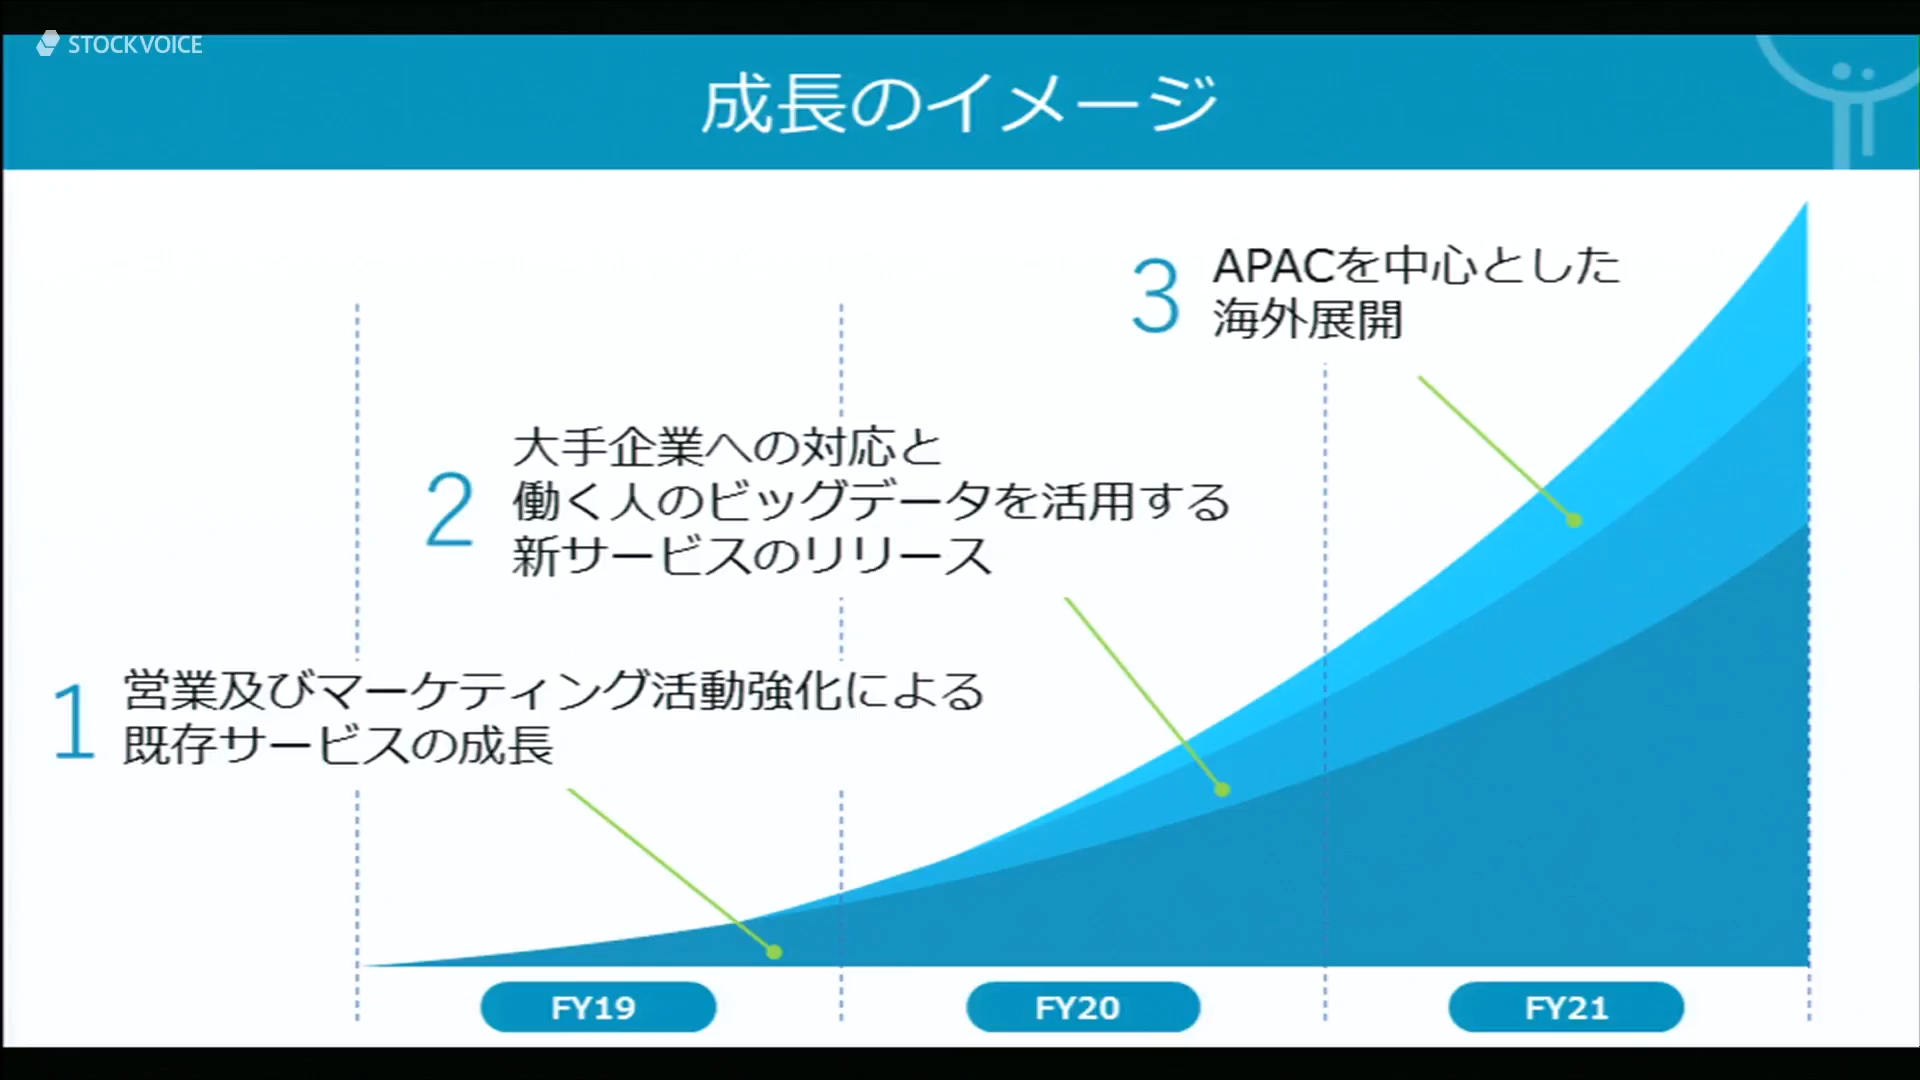 STOCKVOICE
成長のイメージ
3
APACを中心とした
海外展開
2
大手企業への対応と
働く人のビッグデータを活用する
新サービスのリリース
1
営業及びマーケティング活動強化による
既存サービスの成長
FY19
FY20
FY21